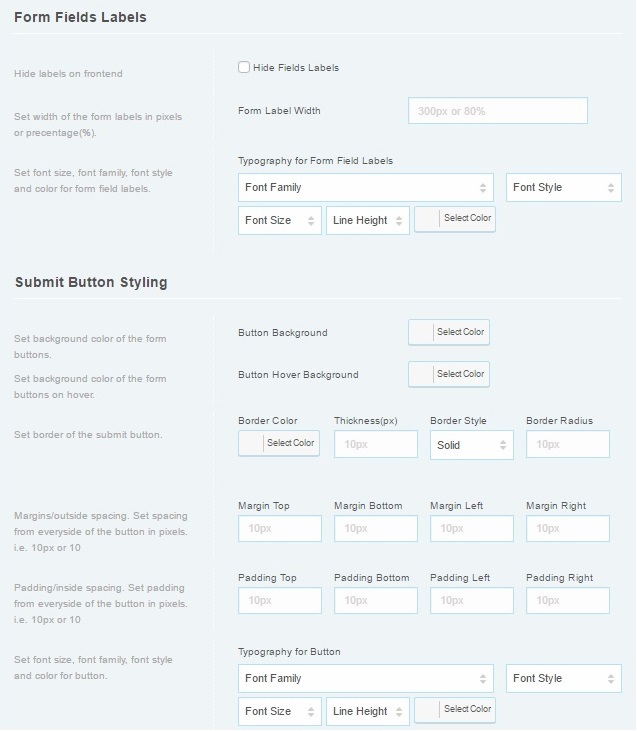 Form Fields Labels
Hide labels on frontend
Hide Fields Labels
Set width of the form labels in pixels
or precentage(%).
Form Label Width
300px or 80%
Set font size, font family, font style
and color for form field labels.
Typography for Form Field Labels
Font Family
Font Style
Font Size
Line Height
Select Color
Submit Button Styling
Set background color of the form
buttons.
Button Background
Select Color
Set background color of the form
buttons on hover.
Button Hover Background
Select Color
Set border of the submit button.
Border Color Thickness(px) Border Style Border Radius
Select Color 10px Solid 10px
Margins/outside spacing. Set spacing
from everyside of the button in pixels.
i.e. 10px or 10
Margin Top Margin Bottom Margin Left Margin Right
10px 10px 10px 10px
Padding/inside spacing. Set padding
from everyside of the button in pixels.
i.e. 10px or 10
Padding Top Padding Bottom Padding Left Padding Right
10px 10px 10px 10px
Set font size, font family, font style
and color for button.
Typography for Button
Font Family
Font Style
Font Size
Line Height
Select Color